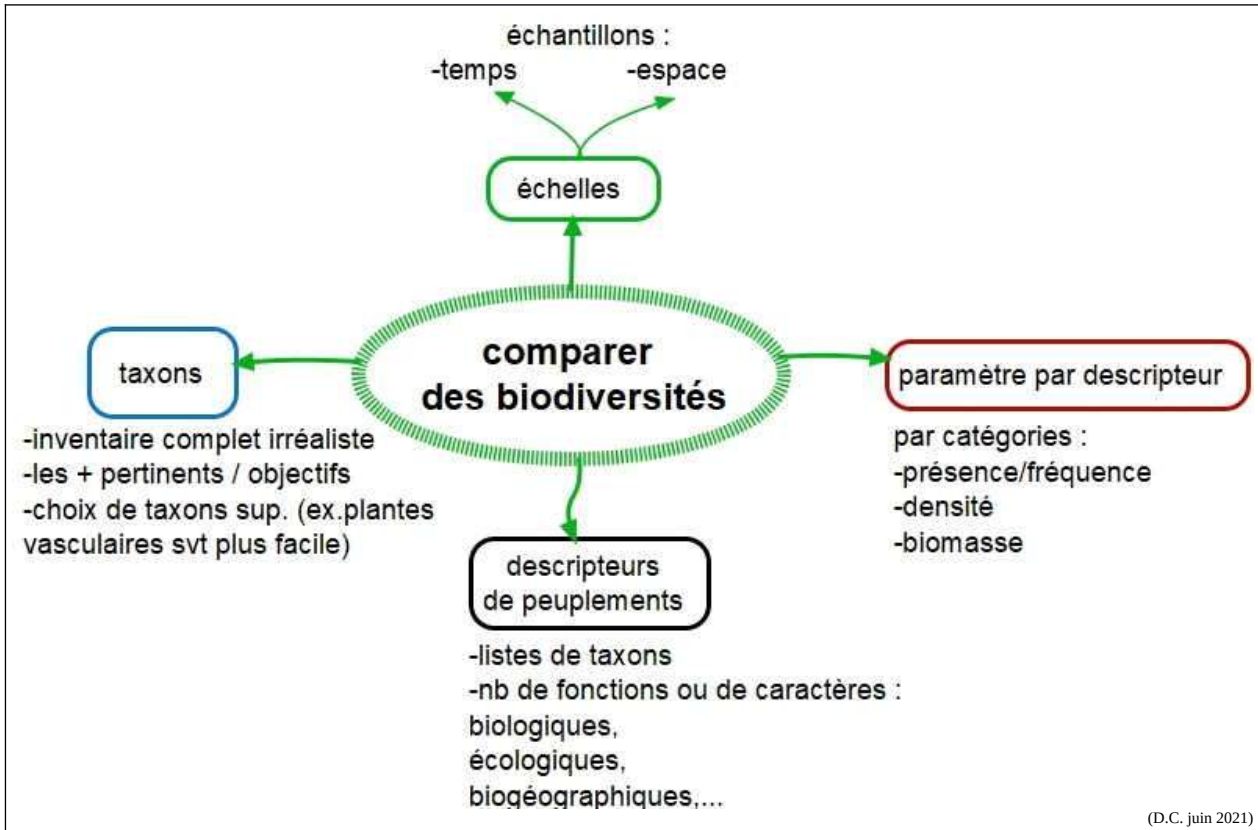 échantillons :
-temps -espace
échelles
comparer
des biodiversités
taxons
-inventaire complet irréaliste
-les + pertinents / objectifs
-choix de taxons sup. (ex.plantes
vasculaires svt plus facile)
paramètre par descripteur
par catégories :
-présence/fréquence
-densité
-biomasse
descripteurs
de peuplements
-listes de taxons
-nb de fonctions ou de caractères :
biologiques,
écologiques,
biogéographiques,...
(D.C. juin 2021)